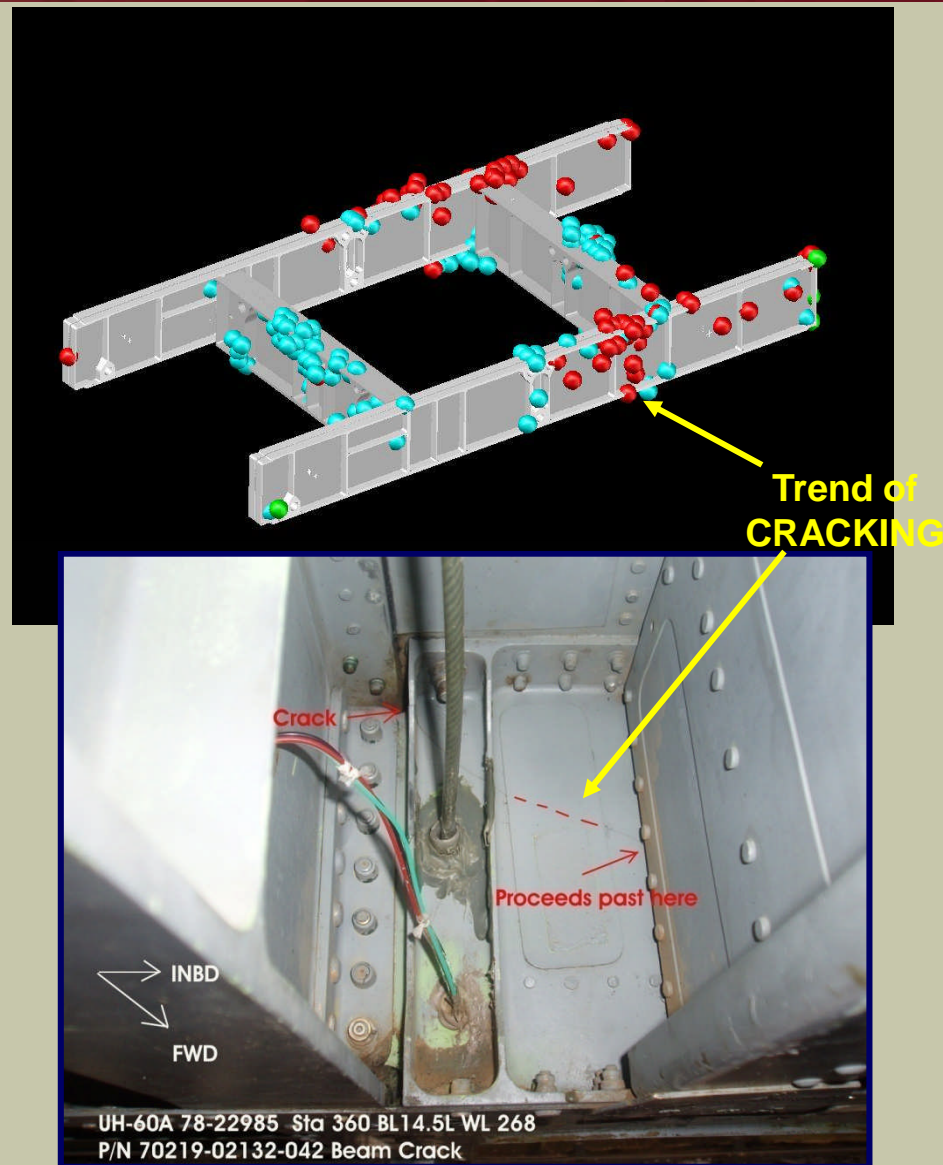 Trend of
CRACKING
Crack
Proceeds past here
INBD
FWD
UH-60A 78-22985 Sta 360 BL14.5L WL 268
P/N 70219-02132-042 Beam Crack